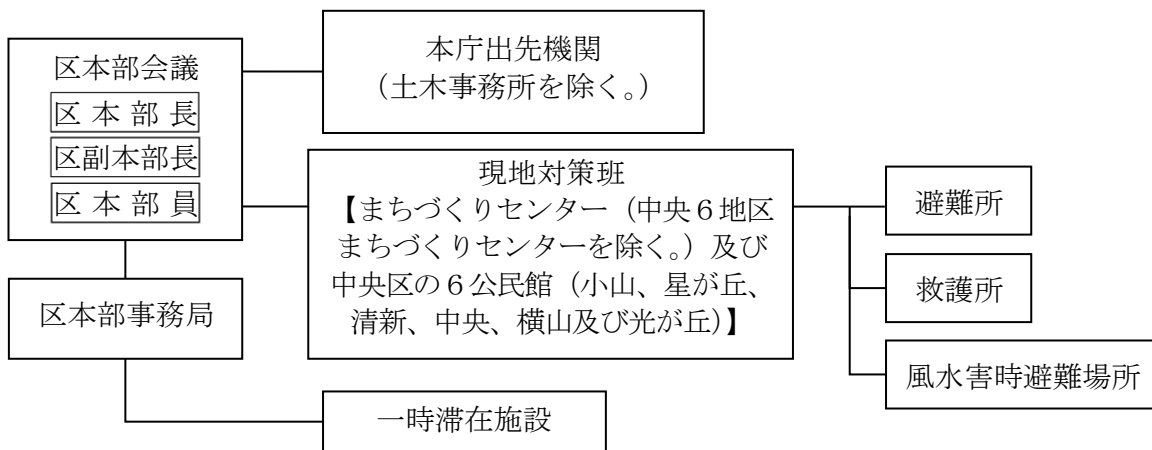 区本部会議
区 本 部 長
区副本部長
区 本 部 員
区本部事務局
本庁出先機関
(土木事務所を除く。)
現地対策班
【まちづくりセンター(中央6地区
まちづくりセンターを除く。)及び
中央区の6公民館(小山、星が丘、
清新、中央、横山及び光が丘)】
一時滞在施設
避難所
救護所
風水害時避難場所